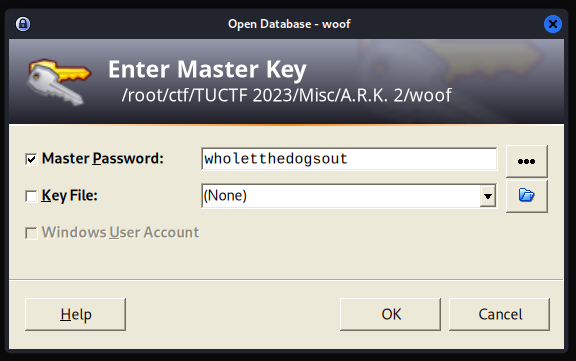 Open Database - woof
Enter Master Key
/root/ctf/TUCTF 2023/Misc/A.R.K. 2/woof
Master Password: wholetthedogsout
Key File: (None)
Windows User Account
Help OK Cancel